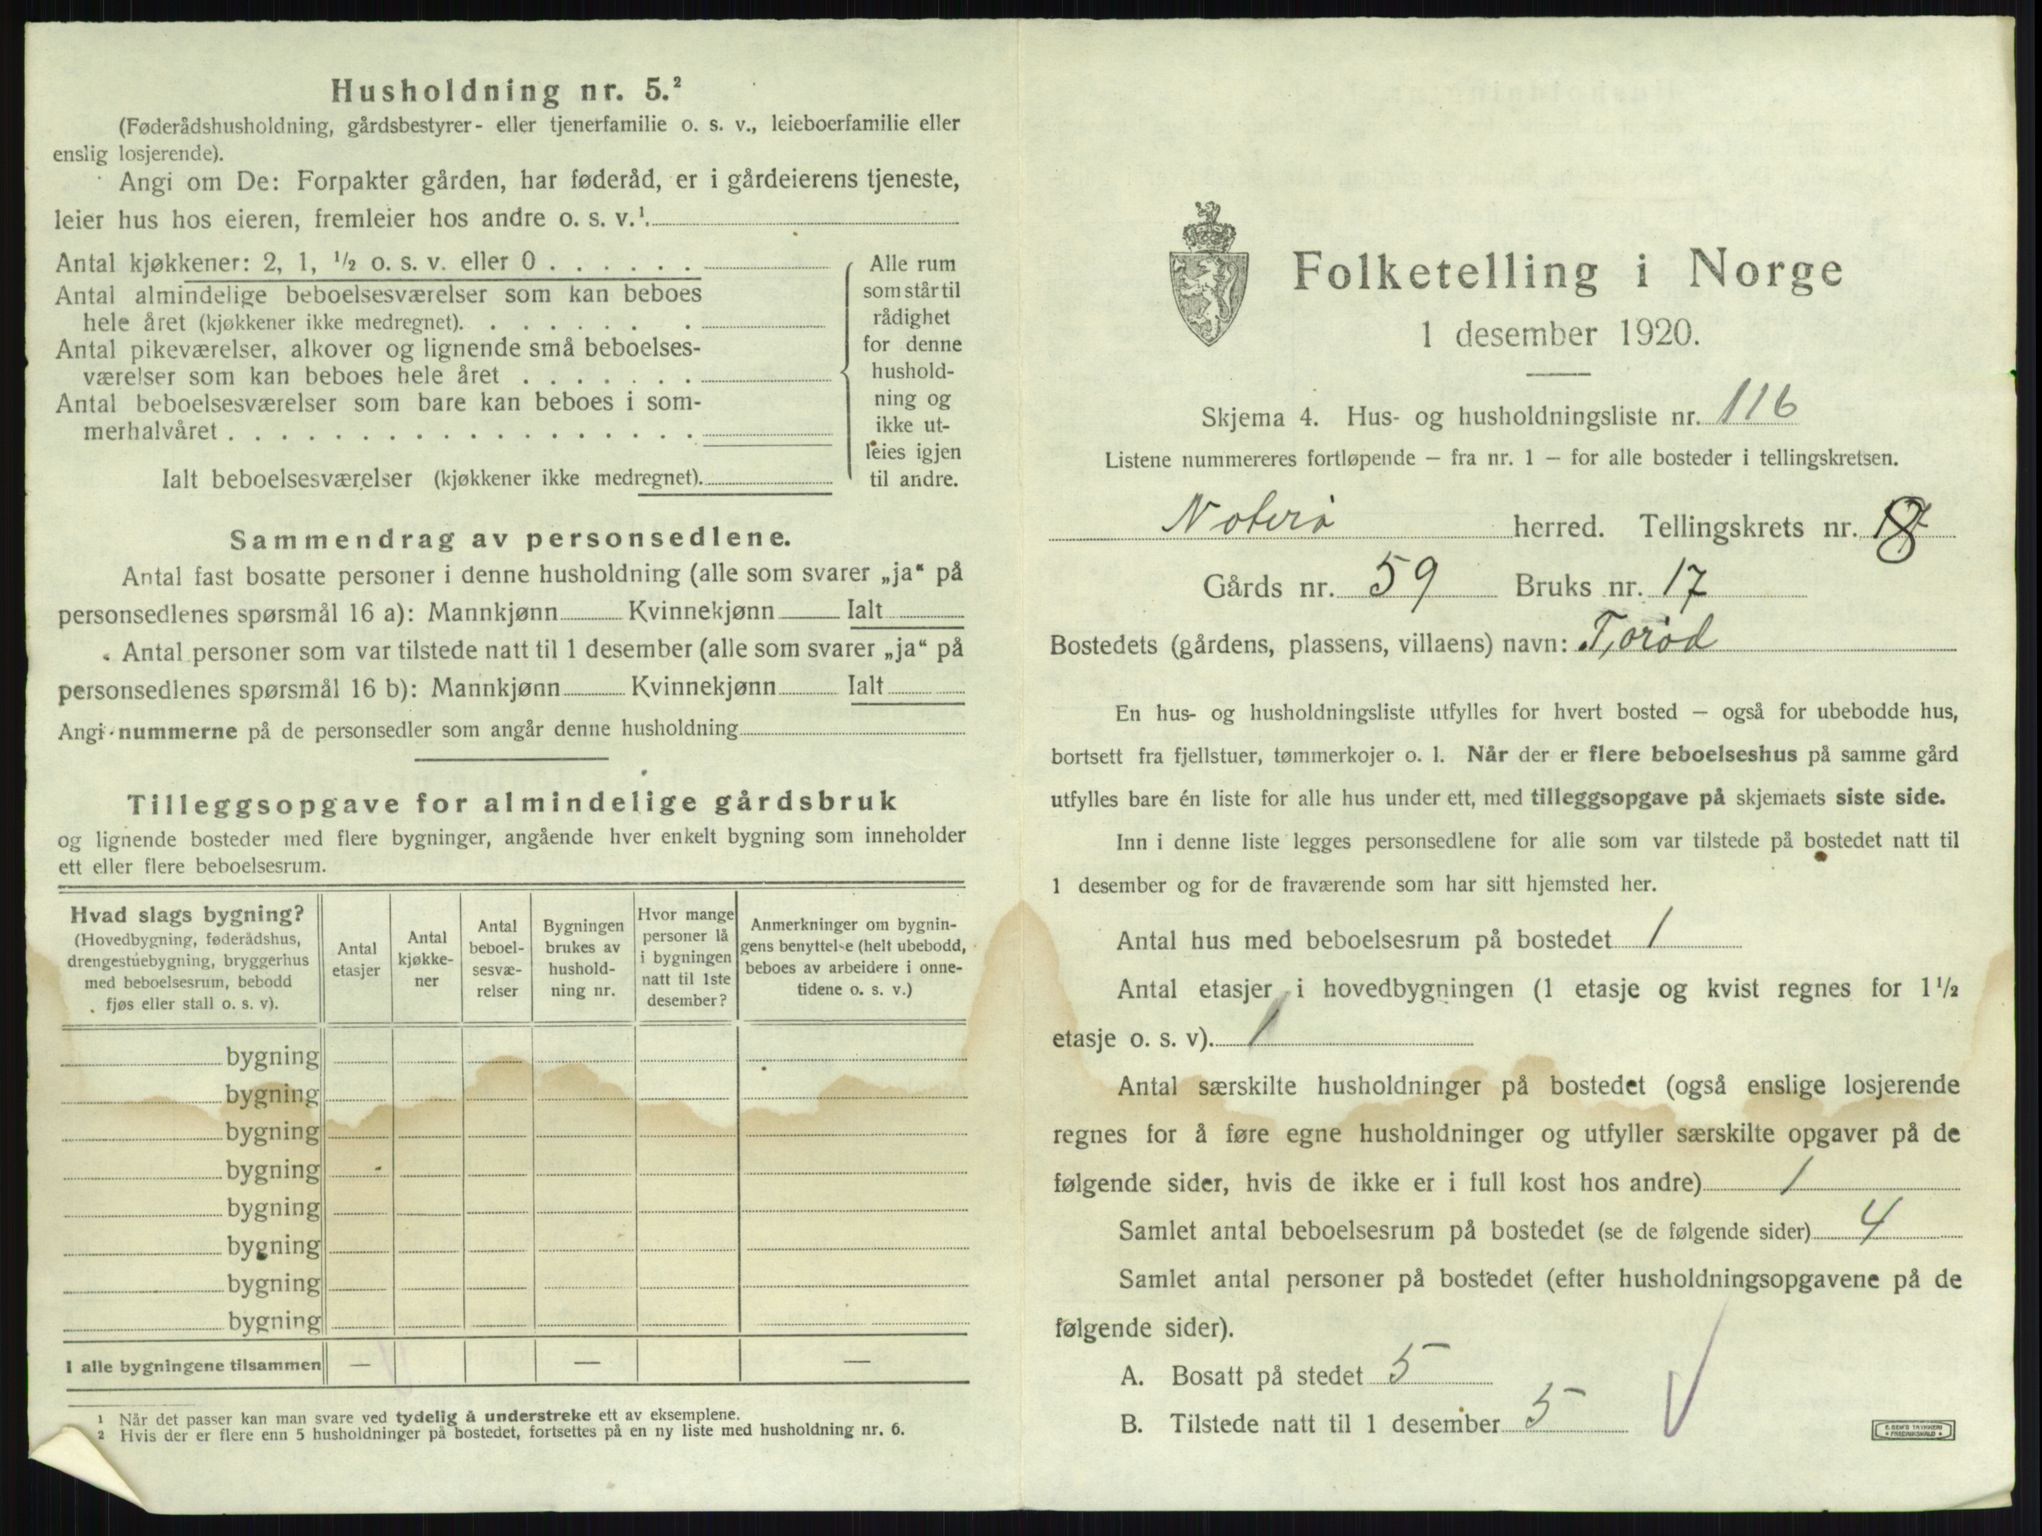 Husholdning nr. 5.²
(Føderådshusholdning, gårdsbestyrer- eller tjenerfamilie o. s. v., leieboerfamilie eller
enslig losjerende).
Angi om De: Forpakter gården, har føderåd, er i gårdeierens tjeneste,
leier hus hos eieren, fremleier hos andre o. s. v.¹.
Antal kjøkkener: 2, 1, ½ o. s. v. eller 0 . . . . . .
Antal almindelige beboelsesværelser som kan beboes
hele året (kjøkkener ikke medregnet). . . . . . . .
Antal pikeværelser, alkover og lignende små beboelses-
værelser som kan beboes hele året . . . . . . .
Antal beboelsesværelser som bare kan beboes i som-
merhalvåret . . . . . . . . . . . . . . . . . .
Ialt beboelsesværelser (kjøkkener ikke medregnet).
Alle rum
som står til
rådighet
for denne
hushold-
ning og
ikke ut-
leies igjen
til andre.
Sammendrag av personsedlene.
Antal fast bosatte personer i denne husholdning (alle som svarer „ja“ på
personsedlenes spørsmål 16 a): Mannkjønn Kvinnekjønn Ialt
Antal personer som var tilstede natt til 1 desember (alle som svarer „ja“ på
personsedlenes spørsmål 16 b): Mannkjønn Kvinnekjønn Ialt
Angi nummerne på de personsedler som angår denne husholdning
Tilleggsopgave for almindelige gårdsbruk
og lignende bosteder med flere bygninger, angående hver enkelt bygning som inneholder
ett eller flere beboelsesrum.
Hvad slags bygning?
(Hovedbygning, føderådshus,
drengestuebygning, bryggerhus
med beboelsesrum, bebodd
fjøs eller stall o. s. v).
Antal
etasjer
Antal
kjøkke-
ner
Antal
beboel-
sesvæ-
relser
Bygningen
brukes av
hushold-
ning nr.
Hvor mange
personer lå
i bygningen
natt til 1ste
desember?
Anmerkninger om bygnin-
gens benyttelse (helt ubebodd,
beboes av arbeidere i onne-
tidene o. s. v.)
bygning
bygning
bygning
bygning
bygning
bygning
bygning
bygning
I alle bygningene tilsammen — — —
¹ Når det passer kan man svare ved tydelig å understreke ett av eksemplene.
² Hvis der er flere enn 5 husholdninger på bostedet, fortsettes på en ny liste med husholdning nr. 6.
Folketelling i Norge
1 desember 1920.
Skjema 4. Hus- og husholdningsliste nr. 116
Listene nummereres fortløpende — fra nr. 1 — for alle bosteder i tellingskretsen.
Noterö herred. Tellingskrets nr. 18
Gårds nr. 59 Bruks nr. 17
Bostedets (gårdens, plassens, villaens) navn: Torød
En hus- og husholdningsliste utfylles for hvert bosted — også for ubebodde hus,
bortsett fra fjellstuer, tømmerkojer o. l. Når der er flere beboelseshus på samme gård
utfylles bare én liste for alle hus under ett, med tilleggsopgave på skjemaets siste side.
Inn i denne liste legges personsedlene for alle som var tilstede på bostedet natt til
1 desember og for de fraværende som har sitt hjemsted her.
Antal hus med beboelsesrum på bostedet 1
Antal etasjer i hovedbygningen (1 etasje og kvist regnes for 1½
etasje o. s. v). 1
Antal særskilte husholdninger på bostedet (også enslige losjerende
regnes for å føre egne husholdninger og utfyller særskilte opgaver på de
følgende sider, hvis de ikke er i full kost hos andre) 1
Samlet antal beboelsesrum på bostedet (se de følgende sider) 4
Samlet antal personer på bostedet (efter husholdningsopgavene på de
følgende sider).
A. Bosatt på stedet 5
B. Tilstede natt til 1 desember 5